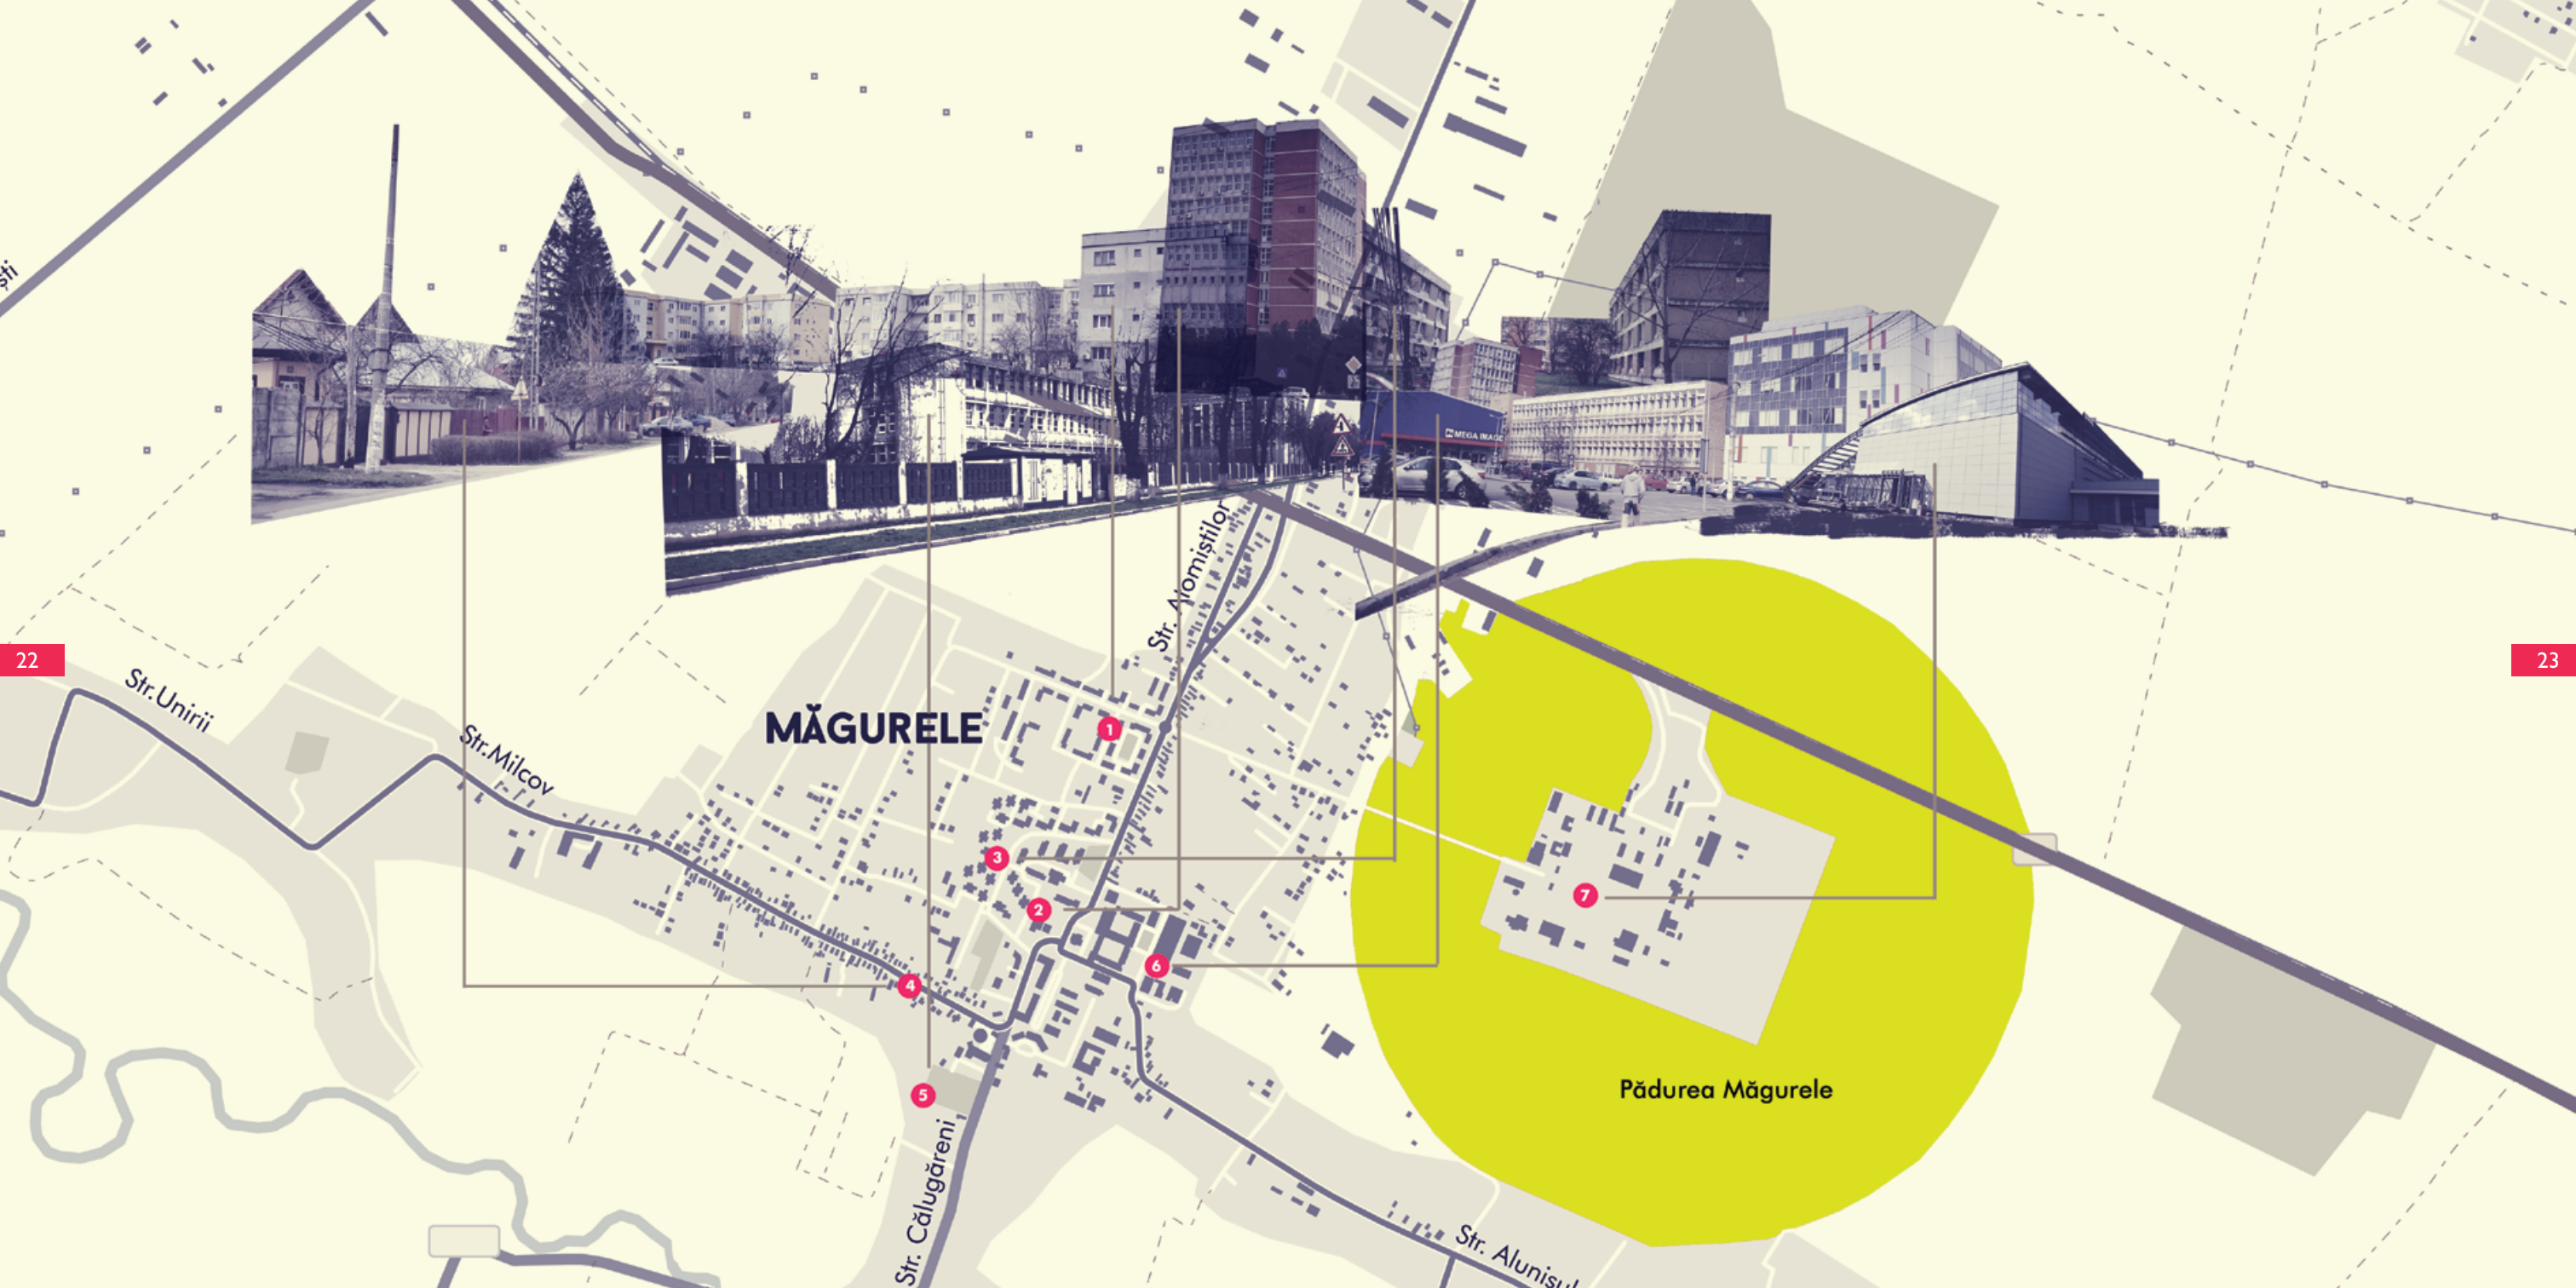 ști
MEGA IMAGE
Str. Atomiștilor
22
23
Str.Unirii
Str.Milcov
MĂGURELE
1
3
2
7
6
4
5
Pădurea Măgurele
Str. Călugăreni
Str. Alunișul